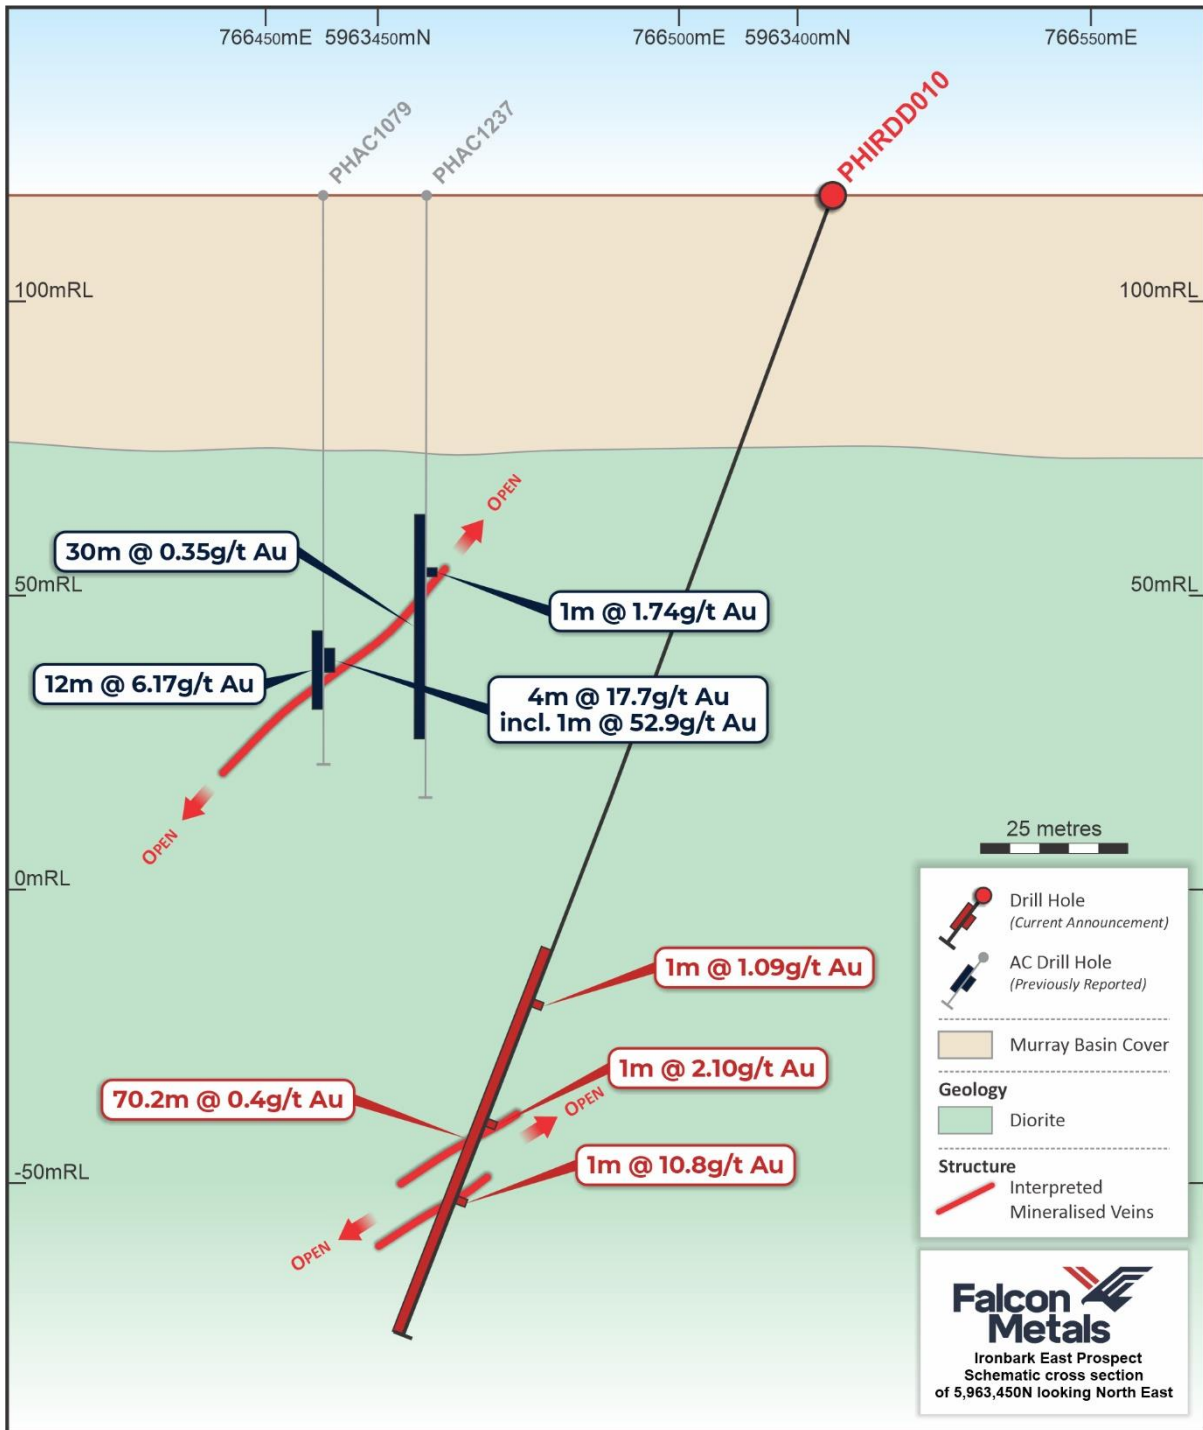 766450mE 5963450mN 766500mE 5963400mN 766550mE
PHAC1079
PHAC1237
PHIRDD010
100mRL 100mRL
OPEN
30m @ 0.35g/t Au
50mRL 50mRL
1m @ 1.74g/t Au
12m @ 6.17g/t Au
4m @ 17.7g/t Au
incl. 1m @ 52.9g/t Au
OPEN
25 metres
0mRL
Drill Hole
(Current Announcement)
AC Drill Hole
(Previously Reported)
Murray Basin Cover
Geology
Diorite
Structure
Interpreted
Mineralised Veins
1m @ 1.09g/t Au
1m @ 2.10g/t Au
70.2m @ 0.4g/t Au
OPEN
1m @ 10.8g/t Au
-50mRL
OPEN
Falcon
Metals
Ironbark East Prospect
Schematic cross section
of 5,963,450N looking North East